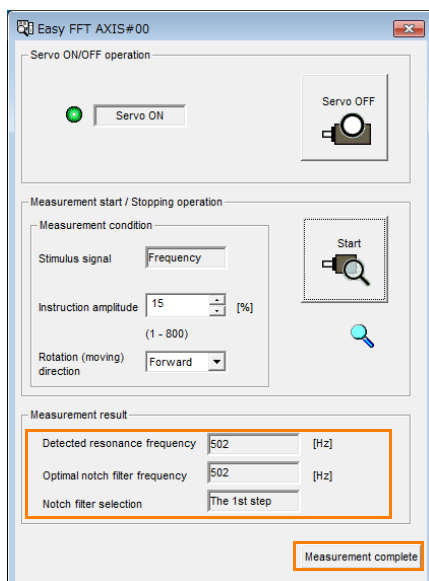 Easy FFT AXIS#00
Servo ON/OFF operation
Servo ON
Servo OFF
Measurement start / Stopping operation
Measurement condition
Stimulus signal Frequency
Start
Instruction amplitude 15 [%]
(1 - 800)
Rotation (moving)
direction
Forward
Measurement result
Detected resonance frequency 502 [Hz]
Optimal notch filter frequency 502 [Hz]
Notch filter selection The 1st step
Measurement complete